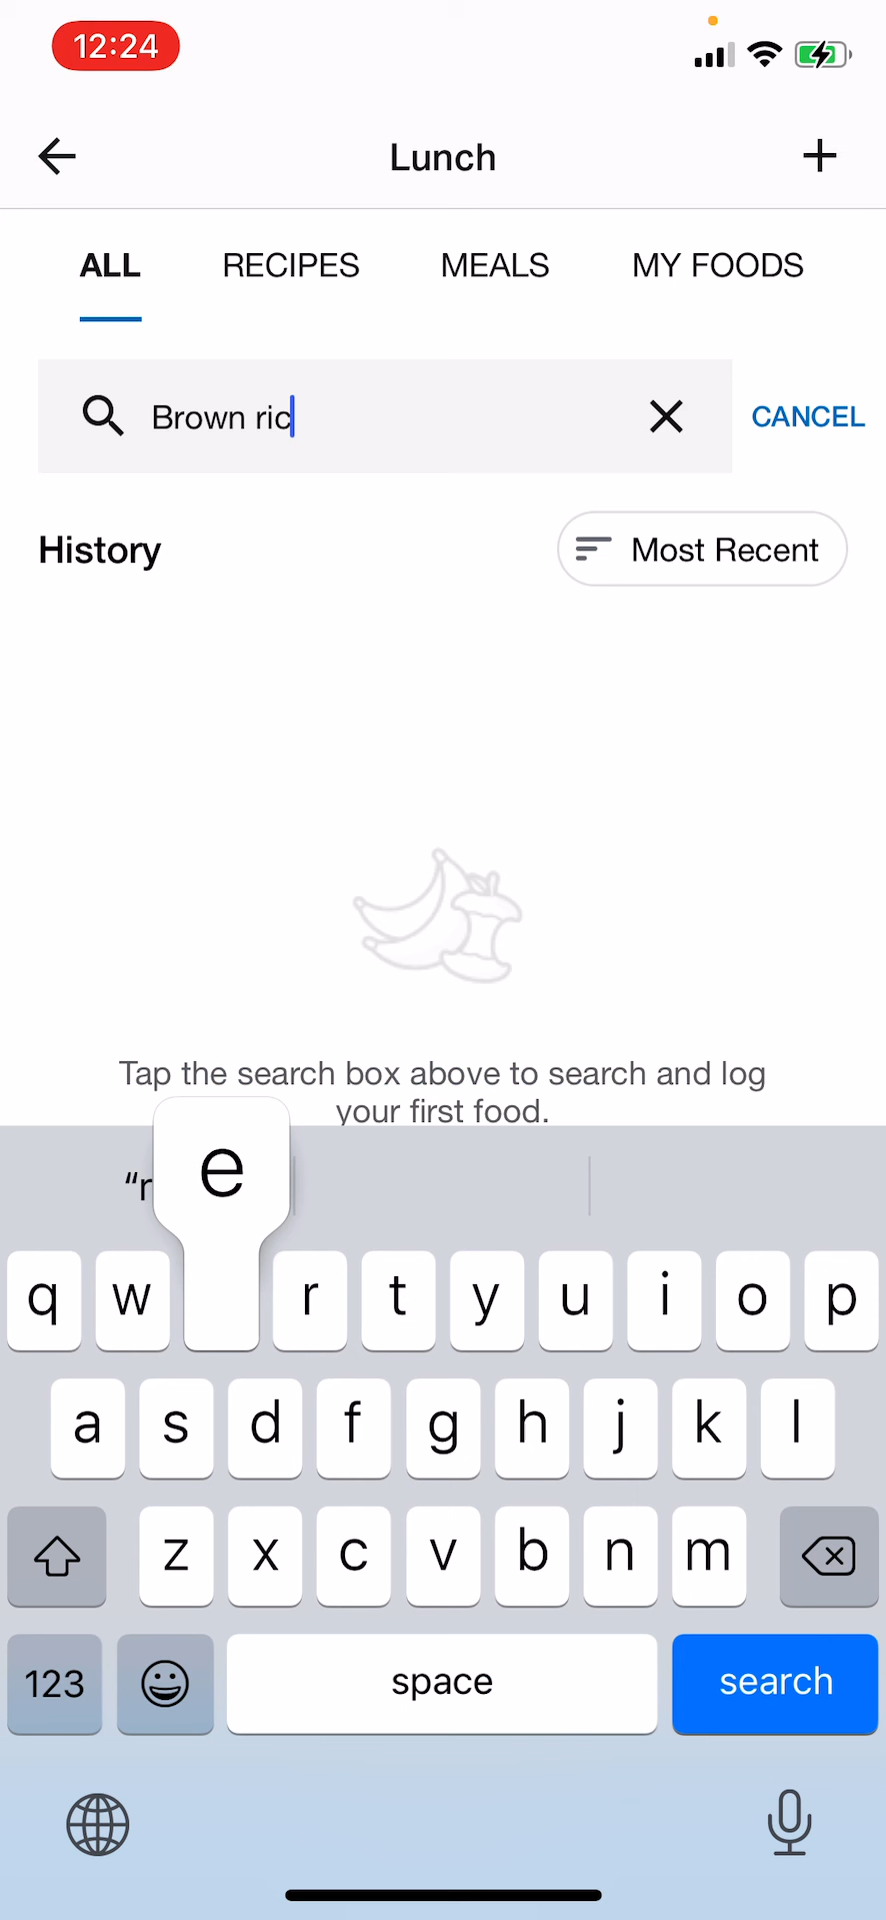 12:24
Lunch
ALL RECIPES MEALS MY FOODS
Brown ric CANCEL
History Most Recent
Tap the search box above to search and log
your first food.
“r e
q w r t y u i o p
a s d f g h j k l
z x c v b n m
123 space search